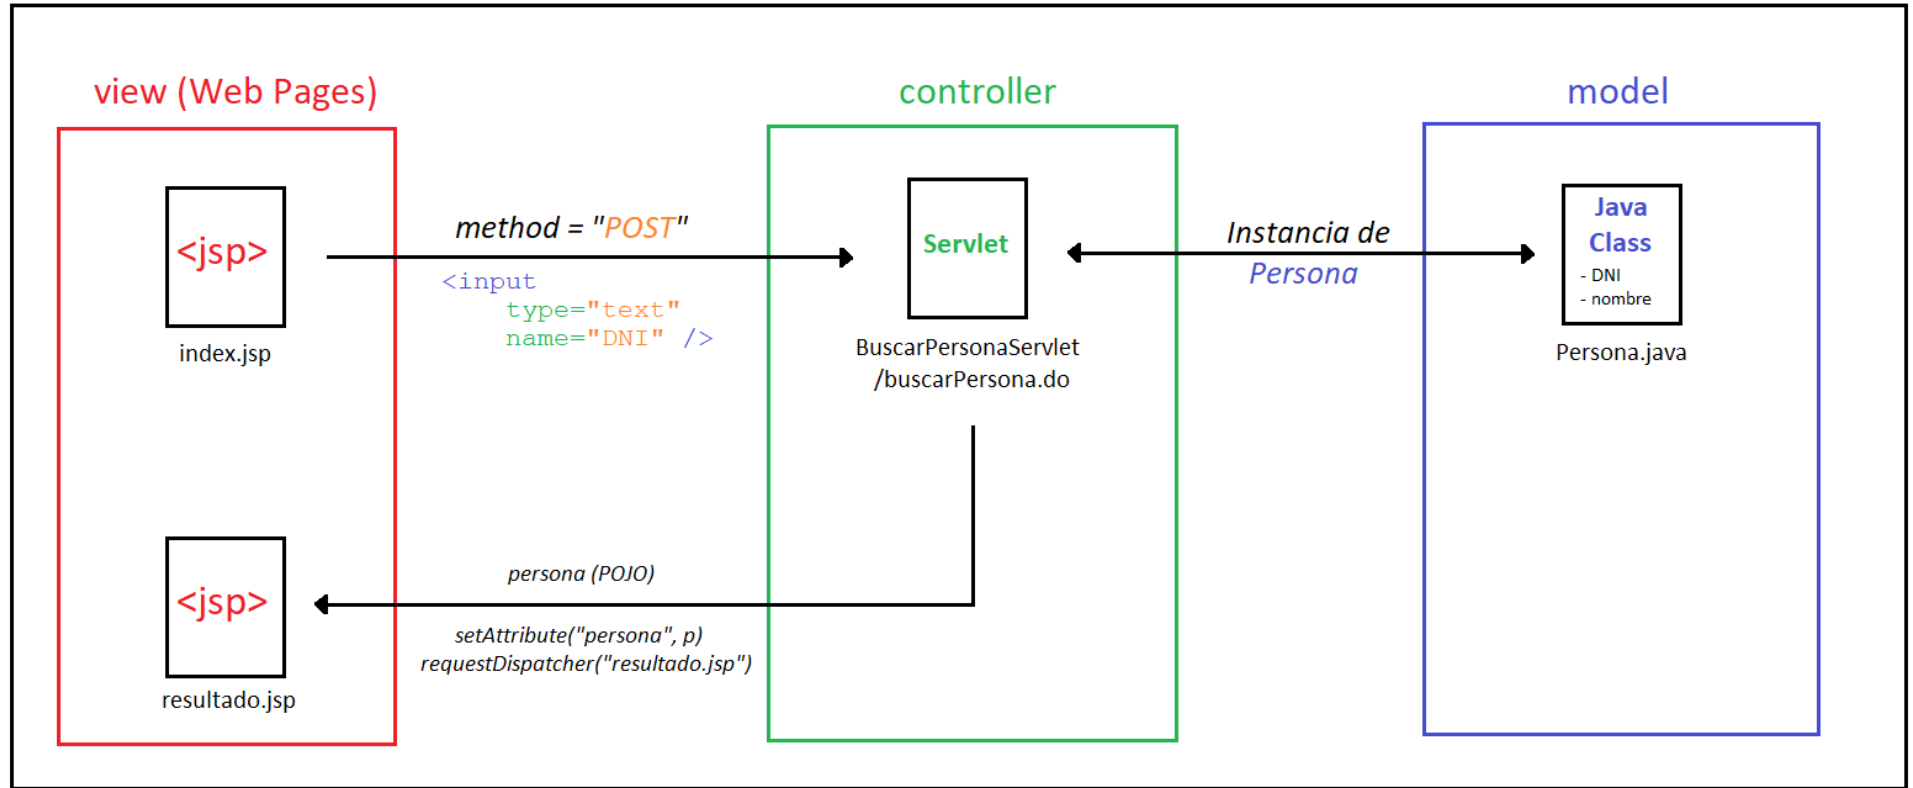 view (Web Pages)
controller
model
<jsp>
index.jsp
method = "POST"
<input
type="text"
name="DNI" />
Servlet
BuscarPersonaServlet
/buscarPersona.do
Instancia de
Persona
Java
Class
- DNI
- nombre
Persona.java
<jsp>
resultado.jsp
persona (POJO)
setAttribute("persona", p)
requestDispatcher("resultado.jsp")